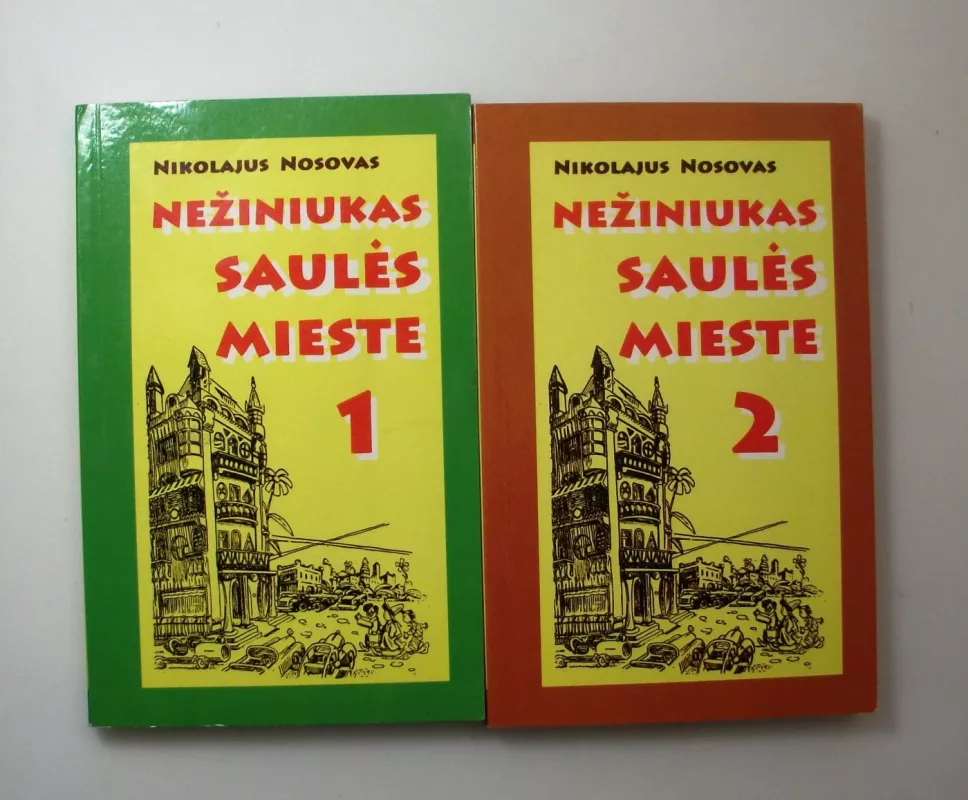 Nikolajus Nosovas
NEŽINIUKAS
SAULĖS
MIESTE
1
Nikolajus Nosovas
NEŽINIUKAS
SAULĖS
MIESTE
2